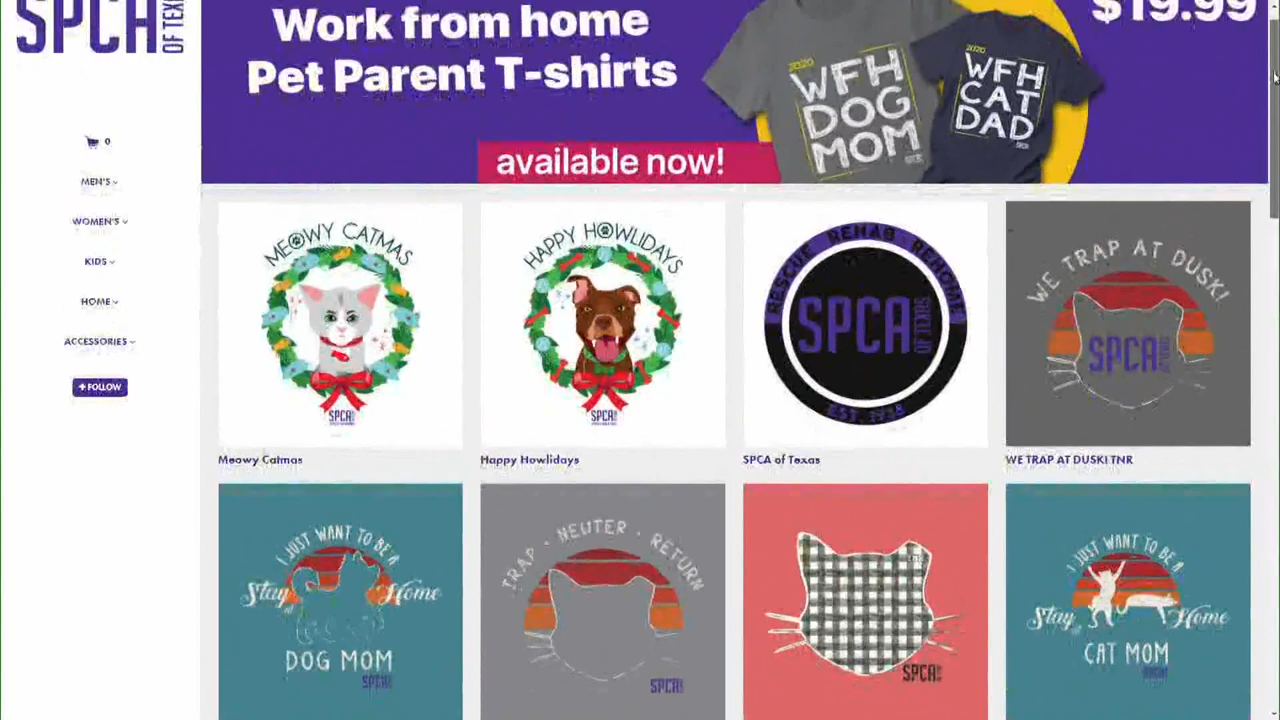 SPCA
OF TEXAS
Work from home
Pet Parent T-shirts
available now!
$19.99
2020
WFH
DOG
MOM
2020
WFH
CAT
DAD
0
MEN'S
WOMEN'S
KIDS
HOME
ACCESSORIES
+ FOLLOW
MEOWY CATMAS
SPCA
HAPPY HOWLIDAYS
SPCA
RESCUE REHAB REHOME
SPCA
OF TEXAS
EST. 1938
WE TRAP AT DUSK!
SPCA
Meowy Catmas
Happy Howlidays
SPCA of Texas
WE TRAP AT DUSK! TNR
I JUST WANT TO BE A
Stay at Home
DOG MOM
SPCA
TRAP · NEUTER · RETURN
SPCA
SPCA
I JUST WANT TO BE A
Stay at Home
CAT MOM